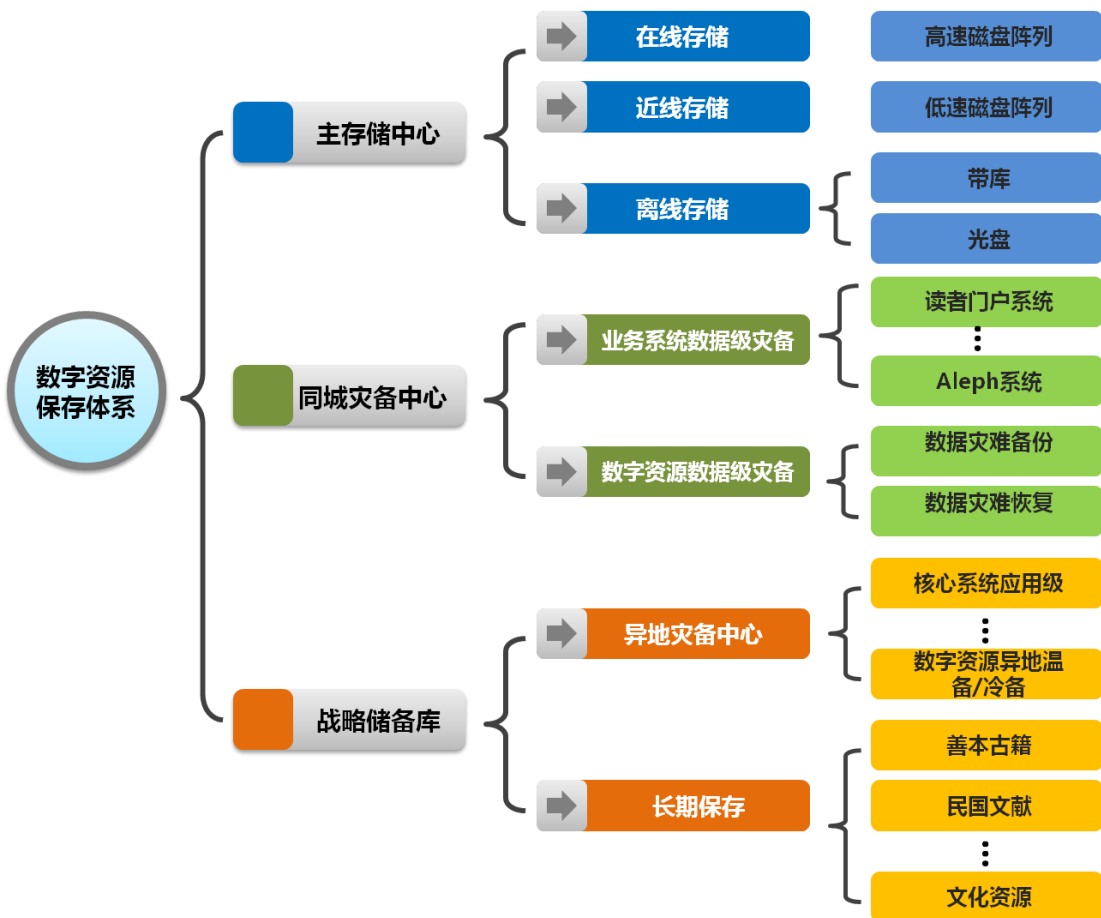 数字资源
保存体系
主存储中心
在线存储
高速磁盘阵列
近线存储
低速磁盘阵列
离线存储
带库
光盘
同城灾备中心
业务系统数据级灾备
读者门户系统
Aleph系统
数字资源数据级灾备
数据灾难备份
数据灾难恢复
战略储备库
异地灾备中心
核心系统应用级
数字资源异地温
备/冷备
长期保存
善本古籍
民国文献
文化资源